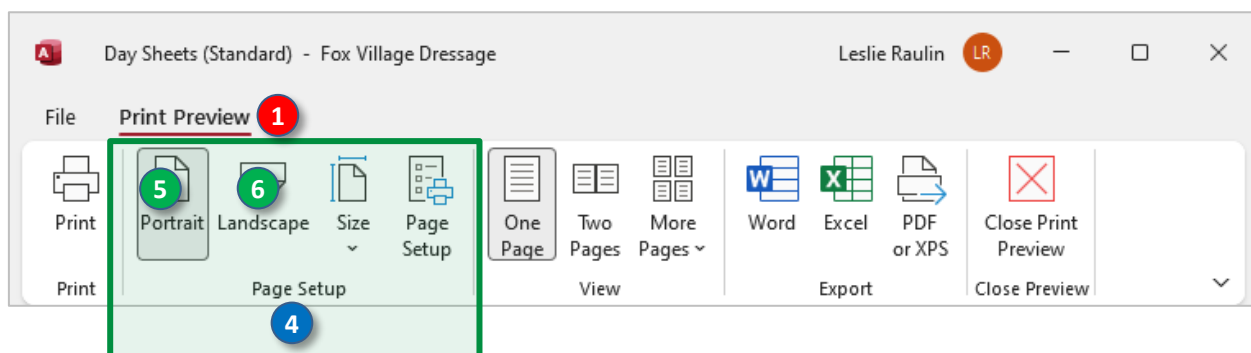 A Day Sheets (Standard) - Fox Village Dressage Leslie Raulin LR
File Print Preview 1
5 6 W X
Print Portrait Landscape Size Page Setup One Page Two Pages More Pages Word Excel PDF or XPS Close Print Preview
Print Page Setup View Export Close Preview
4